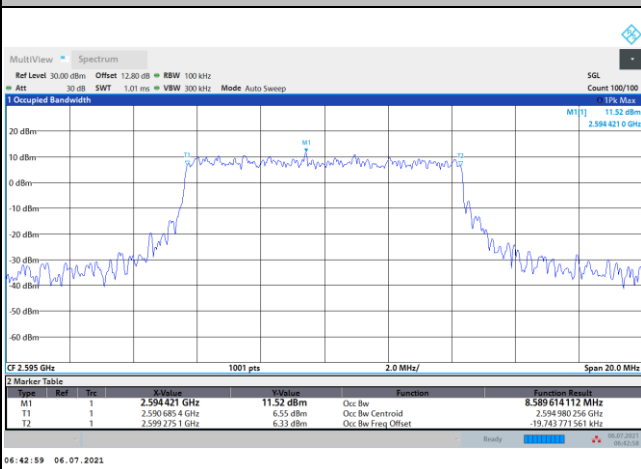 MultiView Spectrum
Ref Level 30.00 dBm Offset 12.80 dB RBW 100 kHz SGL
Att 30 dB SWT 1.01 ms VBW 300 kHz Mode Auto Sweep Count 100/100
1 Occupied Bandwidth 1Pk Max
M1[1] 11.52 dBm
2.594 421 0 GHz
M1
T1
T2
20 dBm
10 dBm
0 dBm
-10 dBm
-20 dBm
-30 dBm
-40 dBm
-50 dBm
-60 dBm
CF 2.595 GHz 1001 pts 2.0 MHz/ Span 20.0 MHz
2 Marker Table
Type Ref Trc X-Value Y-Value Function Function Result
M1 1 2.594 421 GHz 11.52 dBm Occ Bw 8.589 614 112 MHz
T1 1 2.590 685 4 GHz 6.55 dBm Occ Bw Centroid 2.594 980 256 GHz
T2 1 2.599 275 1 GHz 6.33 dBm Occ Bw Freq Offset -19.743 771 561 kHz
Ready 06.07.2021
06:42:58
06:42:59 06.07.2021